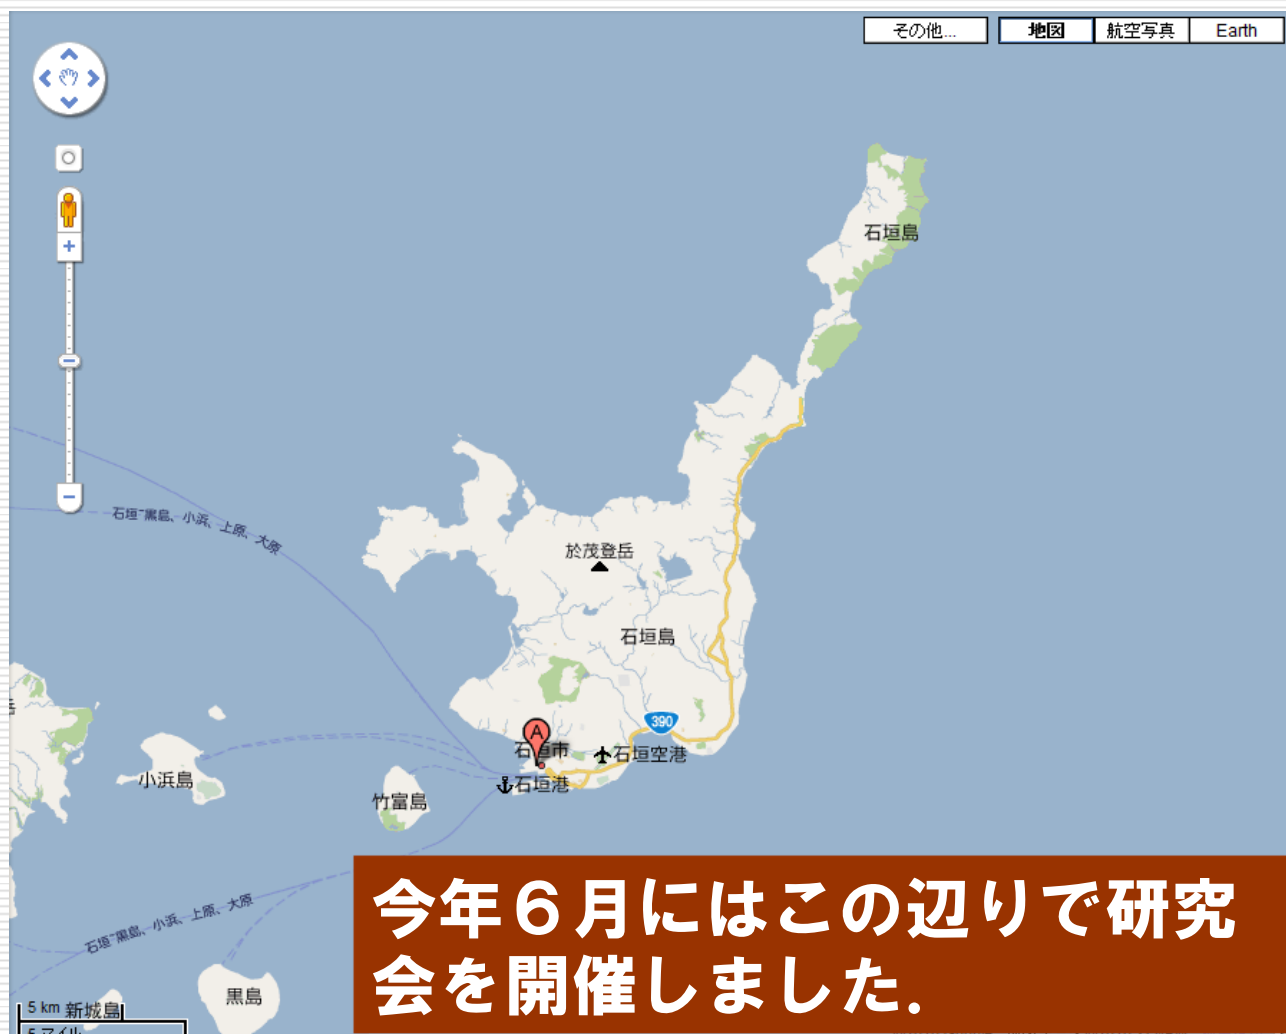 その他...
地図
航空写真
Earth
石垣島
石垣-黒島、小浜、上原、大原
於茂登岳
石垣島
390
A
石垣市
石垣空港
石垣港
小浜島
竹富島
石垣-黒島、小浜、上原、大原
黒島
新城島
5 km
5 マイル
今年６月にはこの辺りで研究
会を開催しました.